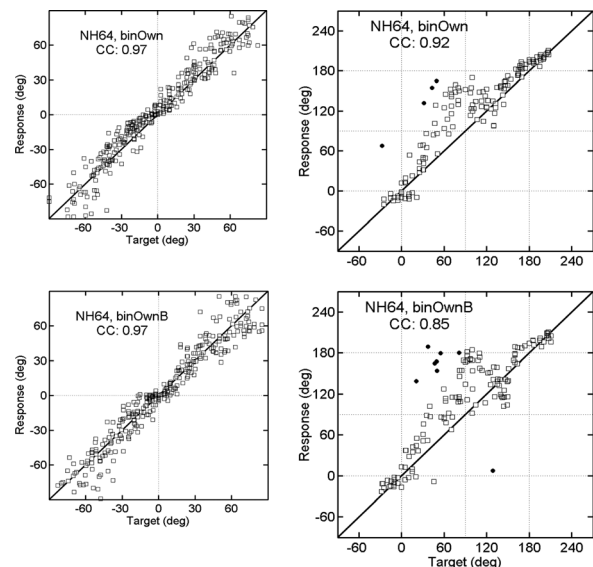 NH64, binOwn
CC: 0.97
Response (deg)
60
30
0
-30
-60
-60 -30 0 30 60
Target (deg)
NH64, binOwn
CC: 0.92
Response (deg)
240
180
120
60
0
-60
-60 0 60 120 180 240
NH64, binOwnB
CC: 0.97
Response (deg)
60
30
0
-30
-60
-60 -30 0 30 60
Target (deg)
NH64, binOwnB
CC: 0.85
Response (deg)
240
180
120
60
0
-60
-60 0 60 120 180 240
Target (deg)